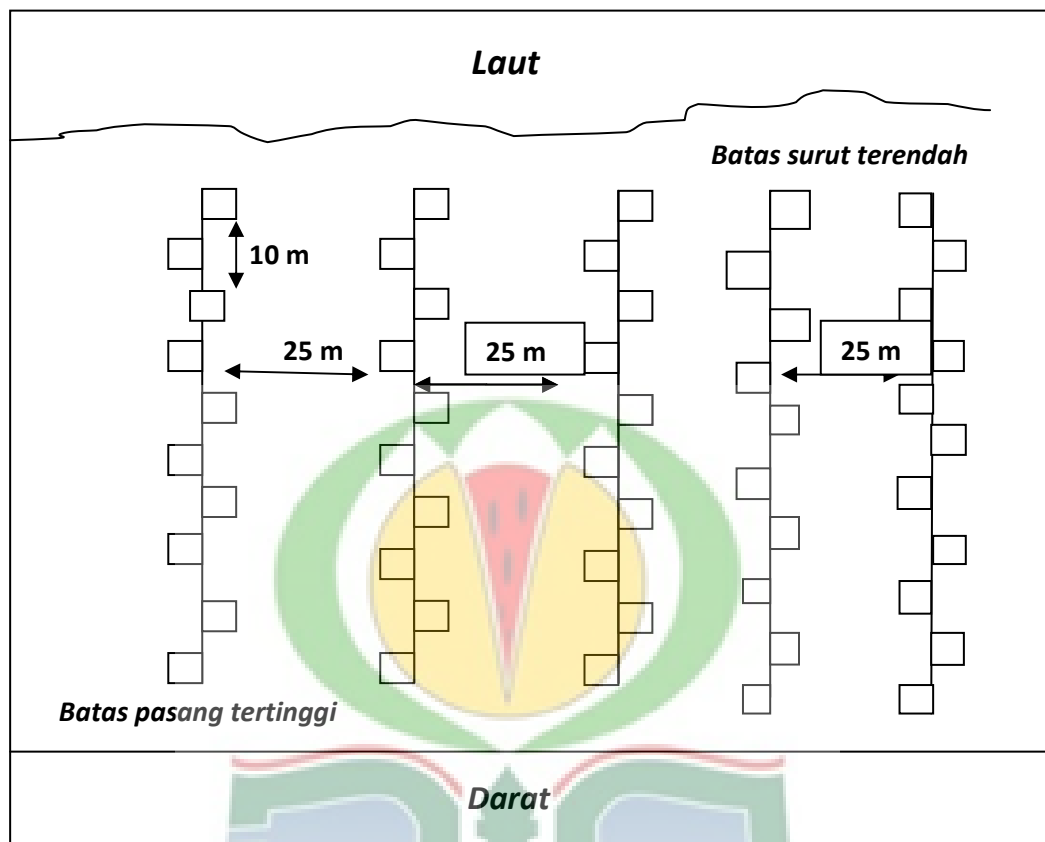 Laut
Batas surut terendah
10 m
25 m
25 m
25 m
Batas pasang tertinggi
Darat